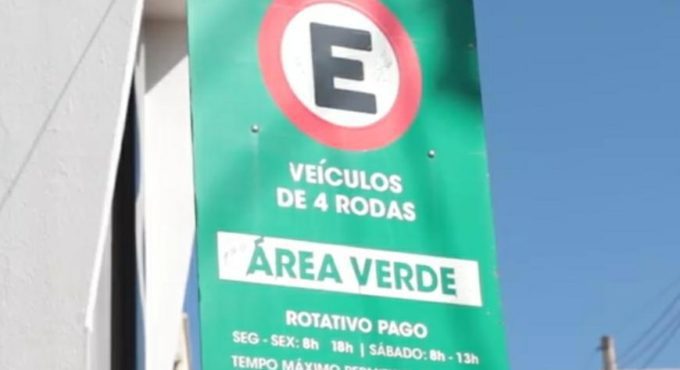 E
VEÍCULOS
DE 4 RODAS
ÁREA VERDE
ROTATIVO PAGO
SEG - SEX: 8h 18h | SÁBADO: 8h - 13h
TEMPO MÁXIMO